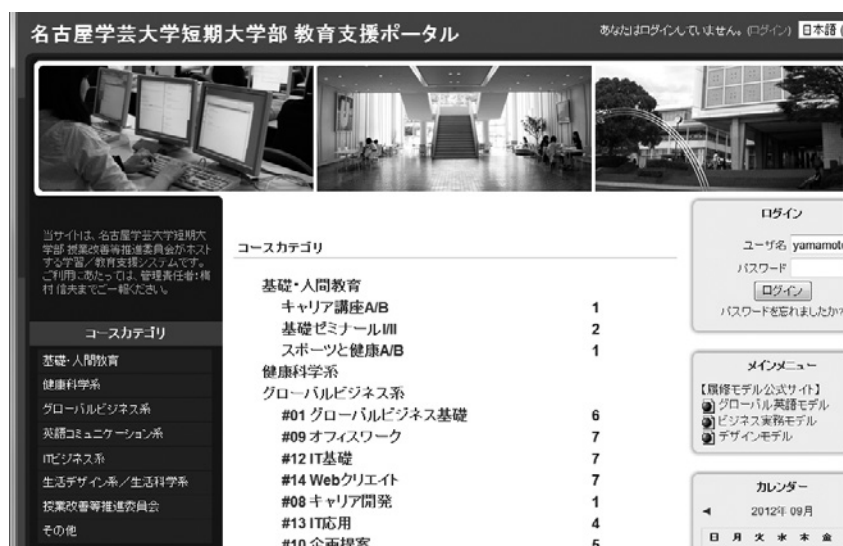 名古屋学芸大学短期大学部 教育支援ポータル
あなたはログインしていません。(ログイン) 日本語 (
当サイトは、名古屋学芸大学短期大
学部 授業改善等推進委員会がホスト
する学習／教育支援システムです。
ご利用にあたっては、管理責任者:
村 信夫までご一報ください。
コースカテゴリ
基礎・人間教育
健康科学系
グローバルビジネス系
英語コミュニケーション系
ITビジネス系
生活デザイン系／生活科学系
授業改善等推進委員会
その他
コースカテゴリ
基礎・人間教育
キャリア講座A/B 1
基礎ゼミナールI/II 2
スポーツと健康A/B 1
健康科学系
グローバルビジネス系
#01 グローバルビジネス基礎 6
#09 オフィスワーク 7
#12 IT基礎 7
#14 Webクリエイト 7
#08 キャリア開発 1
#13 IT応用 4
#10 企画提案 5
ログイン
ユーザ名 yamamoto
パスワード
ログイン
パスワードを忘れましたか?
メインメニュー
【履修モデル公式サイト】
グローバル英語モデル
ビジネス実務モデル
デザインモデル
カレンダー
◄ 2012年 09月
日 月 火 水 木 金